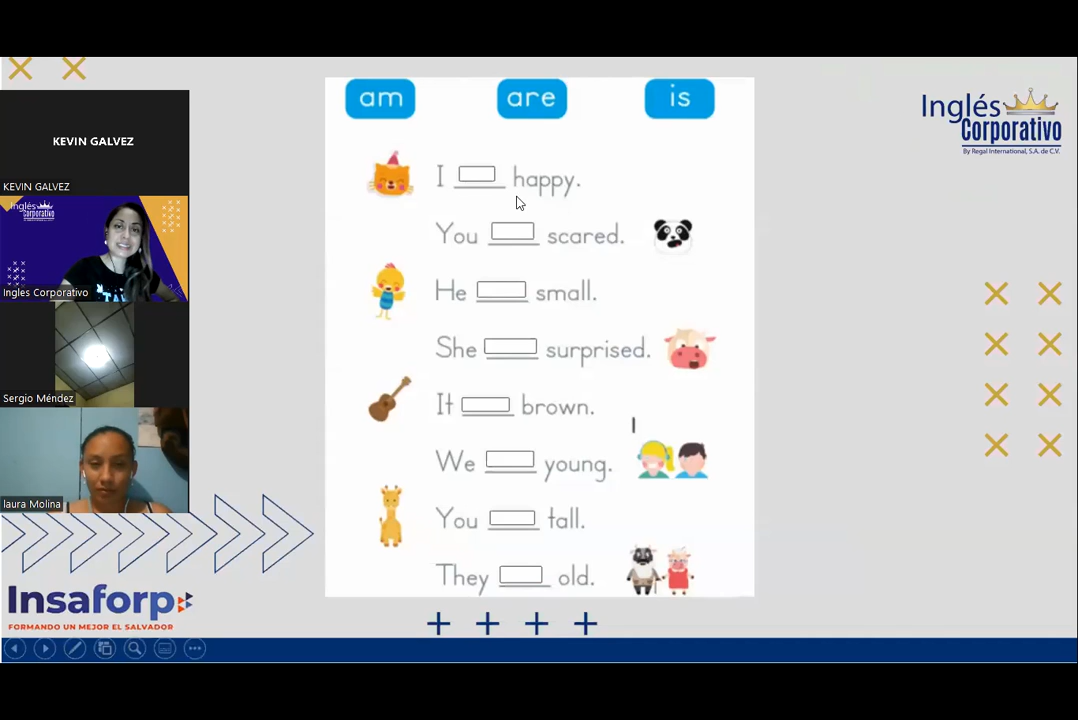 am are is
I happy.
You scared.
He small.
She surprised.
It brown.
We young.
You tall.
They old.
KEVIN GALVEZ
KEVIN GALVEZ
Inglés
Corporativo
Ingles Corporativo
Sergio Méndez
laura Molina
Inglés
Corporativo
By Regal International, S.A. de C.V.
Insaforp
FORMANDO UN MEJOR EL SALVADOR